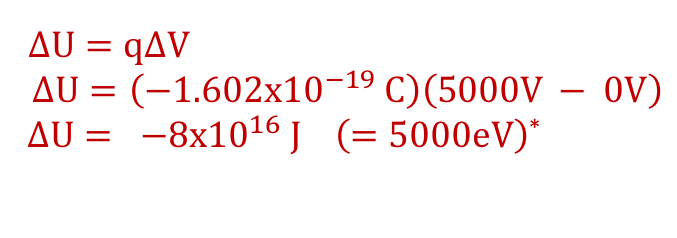 ΔU = qΔV
ΔU = (−1.602x10⁻¹⁹ C)(5000V − 0V)
ΔU = −8x10¹⁶ J (= 5000eV)*